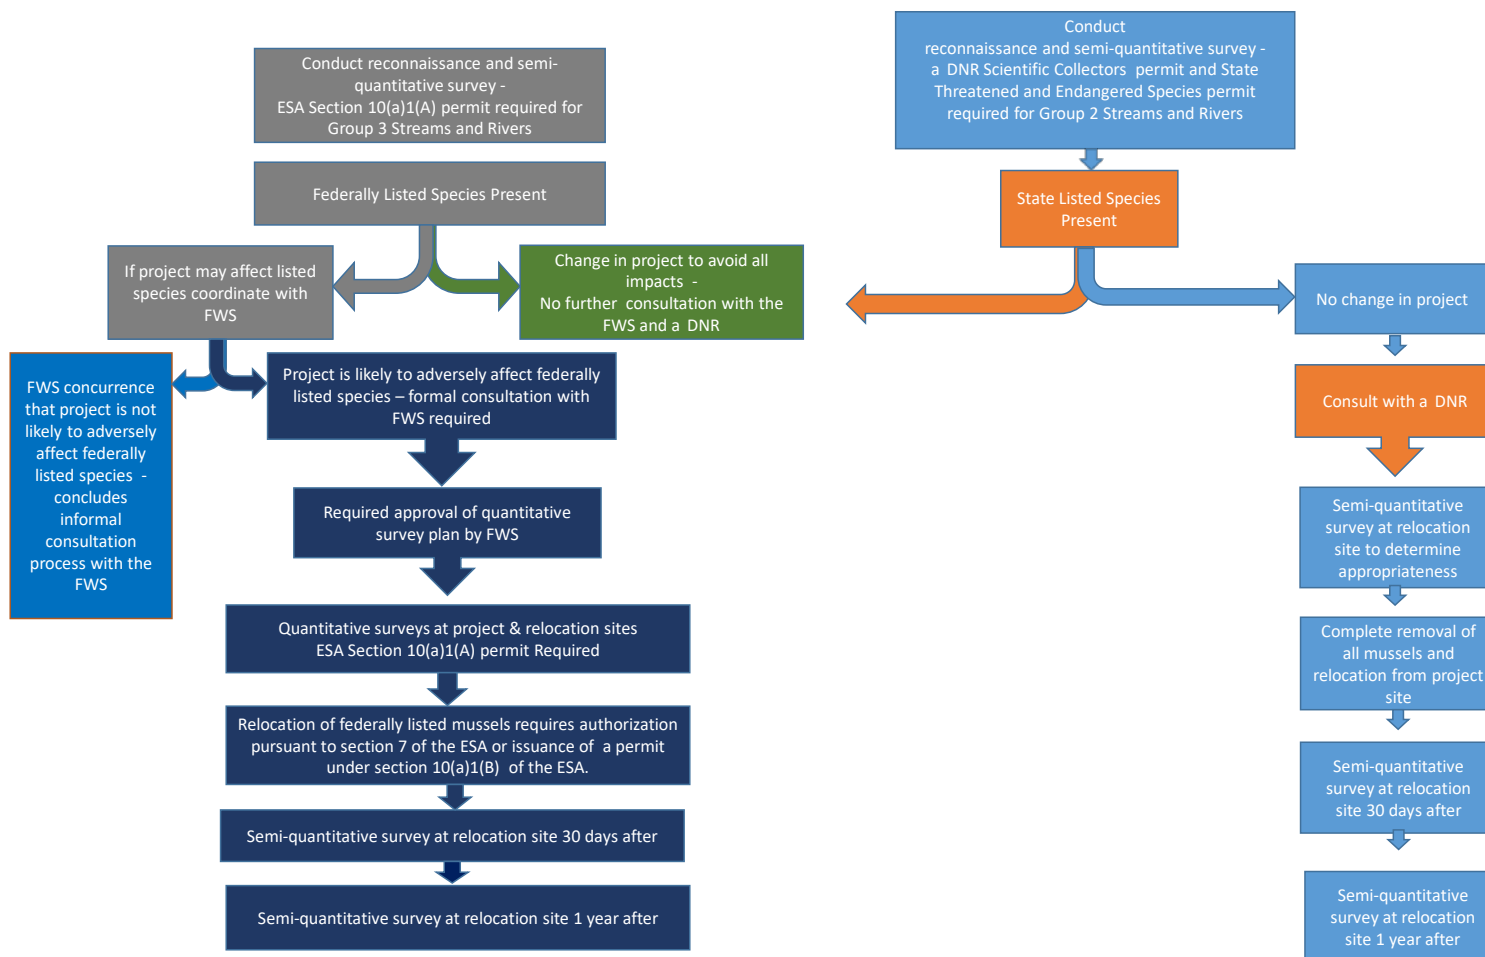 Conduct reconnaissance and semi-
quantitative survey -
ESA Section 10(a)1(A) permit required for
Group 3 Streams and Rivers
Federally Listed Species Present
If project may affect listed
species coordinate with
FWS
Change in project to avoid all
impacts -
No further consultation with the
FWS and a DNR
FWS concurrence
that project is not
likely to adversely
affect federally
listed species -
concludes
informal
consultation
process with the
FWS
Project is likely to adversely affect federally
listed species – formal consultation with
FWS required
Required approval of quantitative
survey plan by FWS
Quantitative surveys at project & relocation sites
ESA Section 10(a)1(A) permit Required
Relocation of federally listed mussels requires authorization
pursuant to section 7 of the ESA or issuance of a permit
under section 10(a)1(B) of the ESA.
Semi-quantitative survey at relocation site 30 days after
Semi-quantitative survey at relocation site 1 year after
Conduct
reconnaissance and semi-quantitative survey -
a DNR Scientific Collectors permit and State
Threatened and Endangered Species permit
required for Group 2 Streams and Rivers
State Listed Species
Present
No change in project
Consult with a DNR
Semi-quantitative
survey at relocation
site to determine
appropriateness
Complete removal of
all mussels and
relocation from project
site
Semi-quantitative
survey at relocation
site 30 days after
Semi-quantitative
survey at relocation
site 1 year after